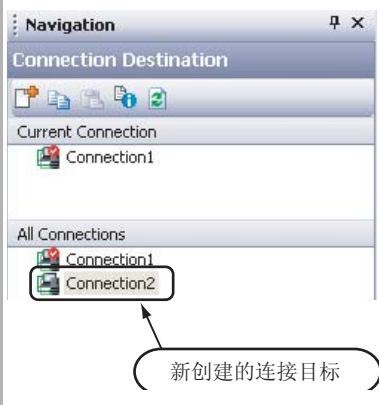 Navigation
Connection Destination
Current Connection
Connection1
All Connections
Connection1
Connection2
新创建的连接目标